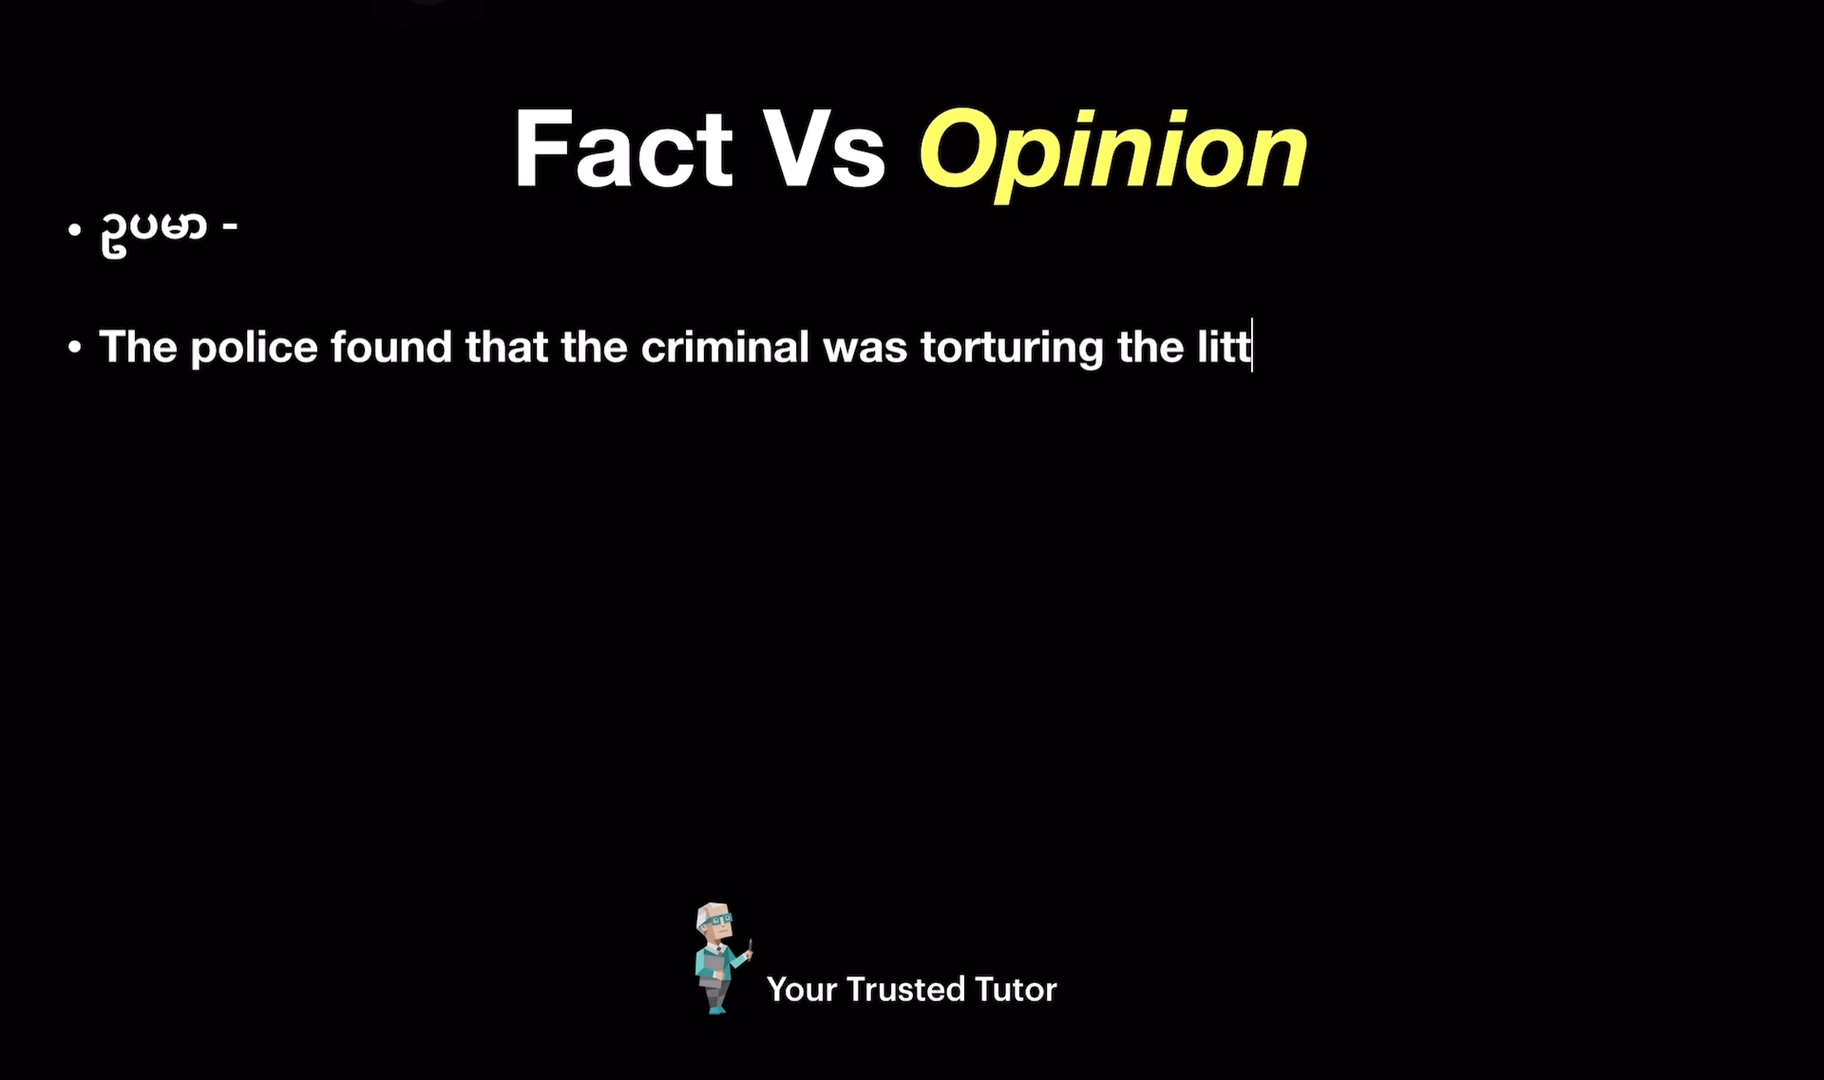 Fact Vs Opinion
• ဥပမာ -
• The police found that the criminal was torturing the litt
Your Trusted Tutor